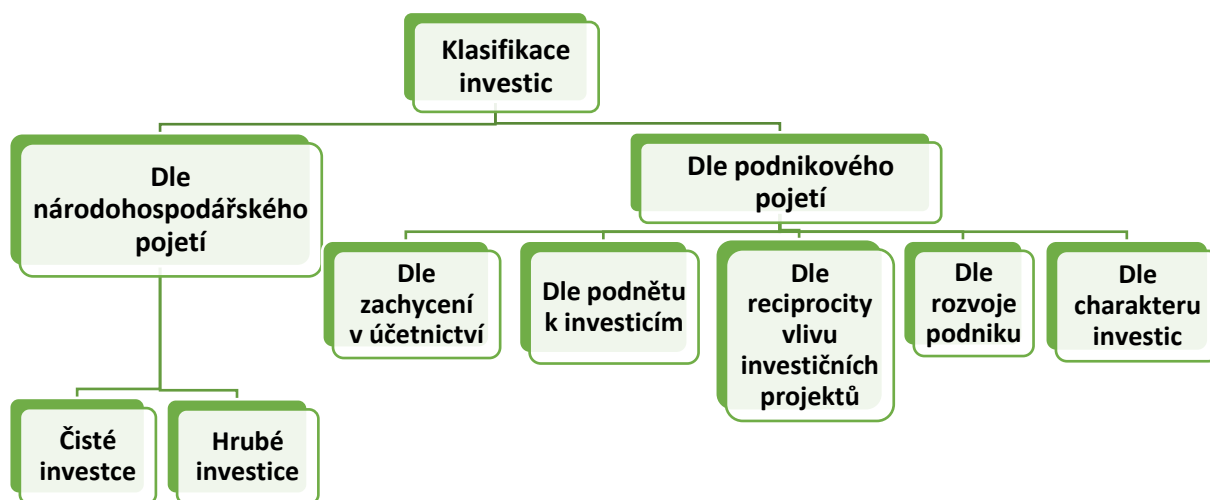 Klasifikace
investic
Dle
národohospodářského
pojetí
Dle podnikového
pojetí
Dle
zachycení
v účetnictví
Dle podnětu
k investicím
Dle
reciprocity
vlivu
investičních
projektů
Dle
rozvoje
podniku
Dle
charakteru
investic
Čisté
investce
Hrubé
investice